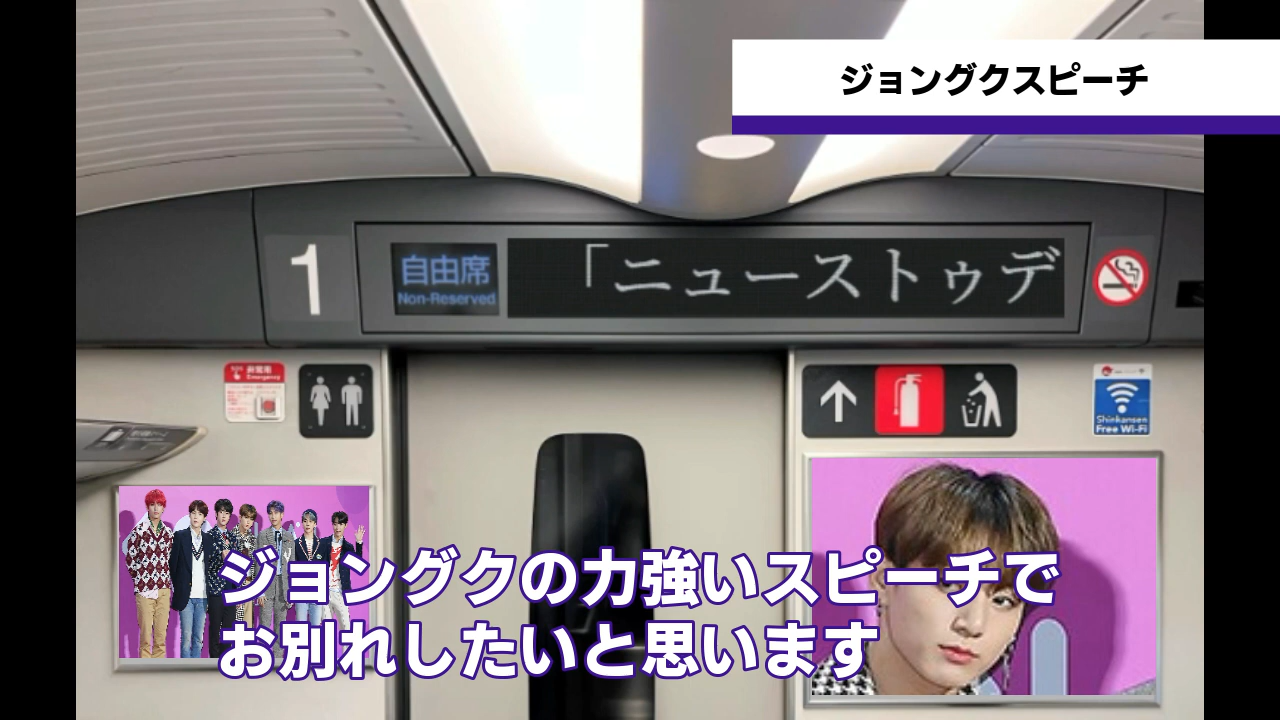 ジョングクスピーチ
1
自由席
Non-Reserved
「ニューストゥデ
Emergency
Shinkansen
Free Wi-Fi
ジョングクの力強いスピーチで
お別れしたいと思います